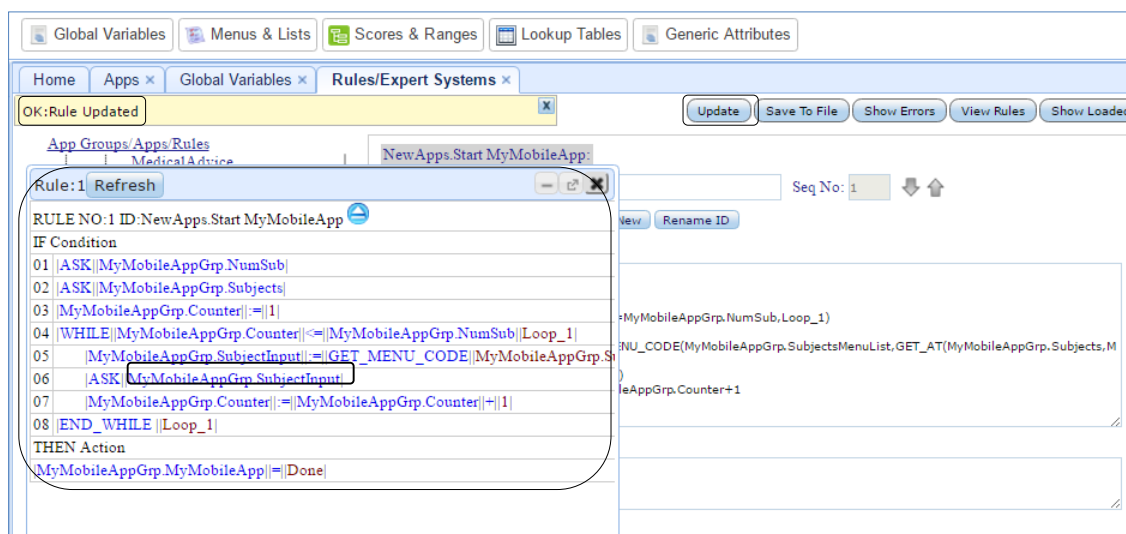 Global Variables Menus & Lists Scores & Ranges Lookup Tables Generic Attributes
Home Apps × Global Variables × Rules/Expert Systems ×
OK:Rule Updated X Update Save To File Show Errors View Rules Show Loaded
App Groups/Apps/Rules
MedicalAdvice
NewApps.Start MyMobileApp:
Rule:1 Refresh
Seq No: 1
RULE NO:1 ID:NewApps.Start MyMobileApp
New Rename ID
IF Condition
01 |ASK||MyMobileAppGrp.NumSub|
02 |ASK||MyMobileAppGrp.Subjects|
03 |MyMobileAppGrp.Counter||:=||1|
=MyMobileAppGrp.NumSub,Loop_1)
04 |WHILE||MyMobileAppGrp.Counter||<=||MyMobileAppGrp.NumSub||Loop_1|
ENU_CODE(MyMobileAppGrp.SubjectsMenuList,GET_AT(MyMobileAppGrp.Subjects,M
05 |MyMobileAppGrp.SubjectInput||:=||GET_MENU_CODE||MyMobileAppGrp.Su
)
06 |ASK||MyMobileAppGrp.SubjectInput|
leAppGrp.Counter+1
07 |MyMobileAppGrp.Counter||:=||MyMobileAppGrp.Counter||+||1|
08 |END_WHILE ||Loop_1|
THEN Action
|MyMobileAppGrp.MyMobileApp||=||Done|